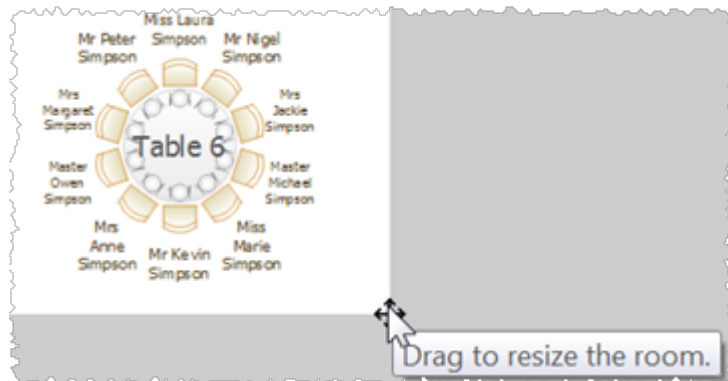 Miss Laura
Simpson
Mr Peter
Simpson
Mr Nigel
Simpson
Mrs
Margaret
Simpson
Mrs
Jackie
Simpson
Table 6
Master
Owen
Simpson
Master
Michael
Simpson
Mrs
Anne
Simpson
Mr Kevin
Simpson
Miss
Marie
Simpson
Drag to resize the room.